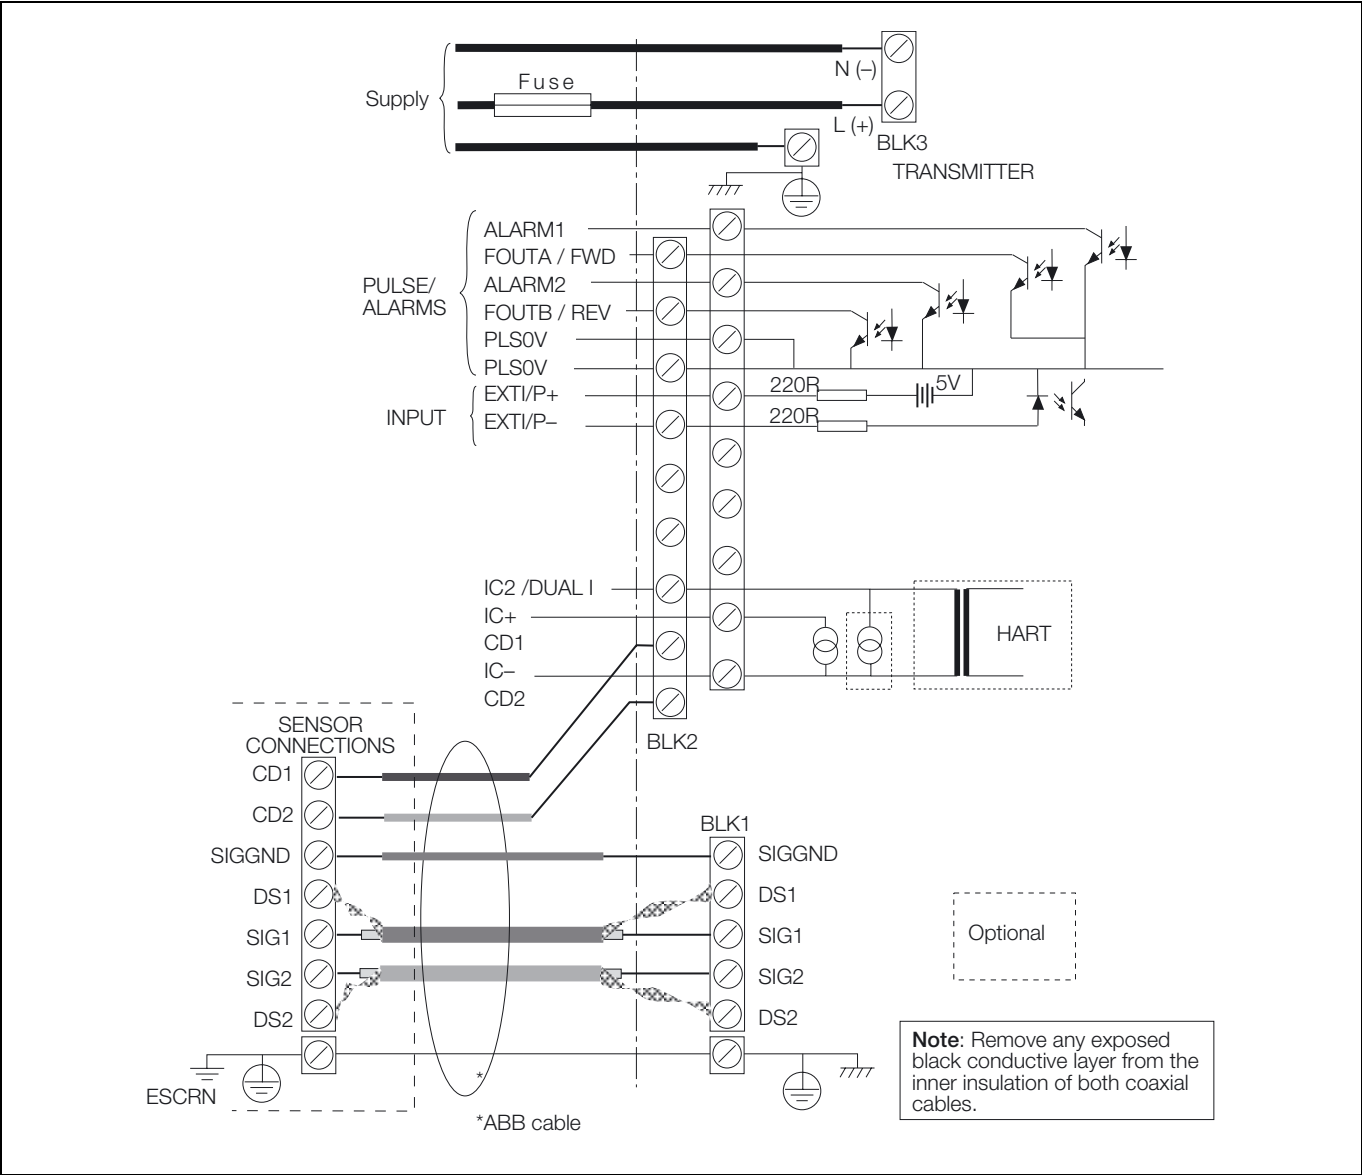 Supply
Fuse
N (–)
L (+)
BLK3
TRANSMITTER
PULSE/
ALARMS
ALARM1
FOUTA / FWD
ALARM2
FOUTB / REV
PLS0V
PLS0V
INPUT
EXTI/P+
EXTI/P–
220R
5V
220R
IC2 /DUAL I
IC+
CD1
IC–
CD2
HART
BLK2
SENSOR
CONNECTIONS
CD1
CD2
SIGGND
DS1
SIG1
SIG2
DS2
ESCRN
BLK1
SIGGND
DS1
SIG1
SIG2
DS2
*
*ABB cable
Optional
Note: Remove any exposed
black conductive layer from the
inner insulation of both coaxial
cables.